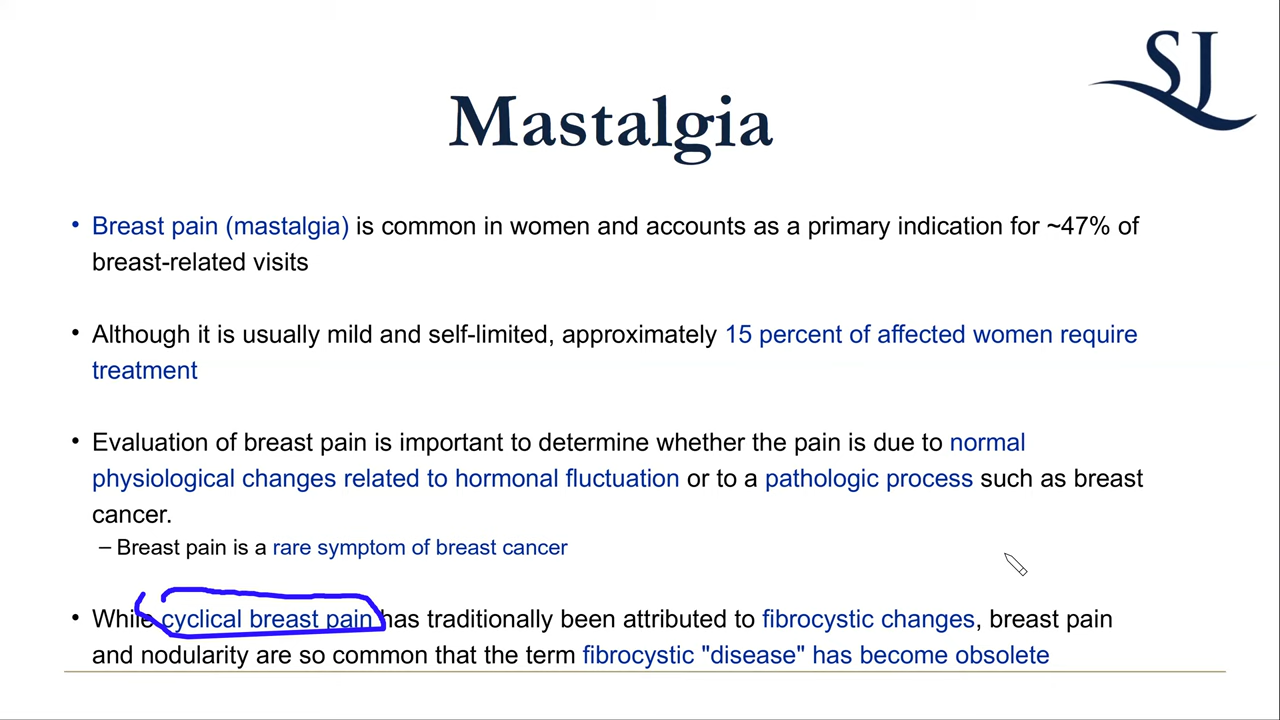 SJ
Mastalgia
• Breast pain (mastalgia) is common in women and accounts as a primary indication for ~47% of
breast-related visits
• Although it is usually mild and self-limited, approximately 15 percent of affected women require
treatment
• Evaluation of breast pain is important to determine whether the pain is due to normal
physiological changes related to hormonal fluctuation or to a pathologic process such as breast
cancer.
– Breast pain is a rare symptom of breast cancer
• While cyclical breast pain has traditionally been attributed to fibrocystic changes, breast pain
and nodularity are so common that the term fibrocystic "disease" has become obsolete